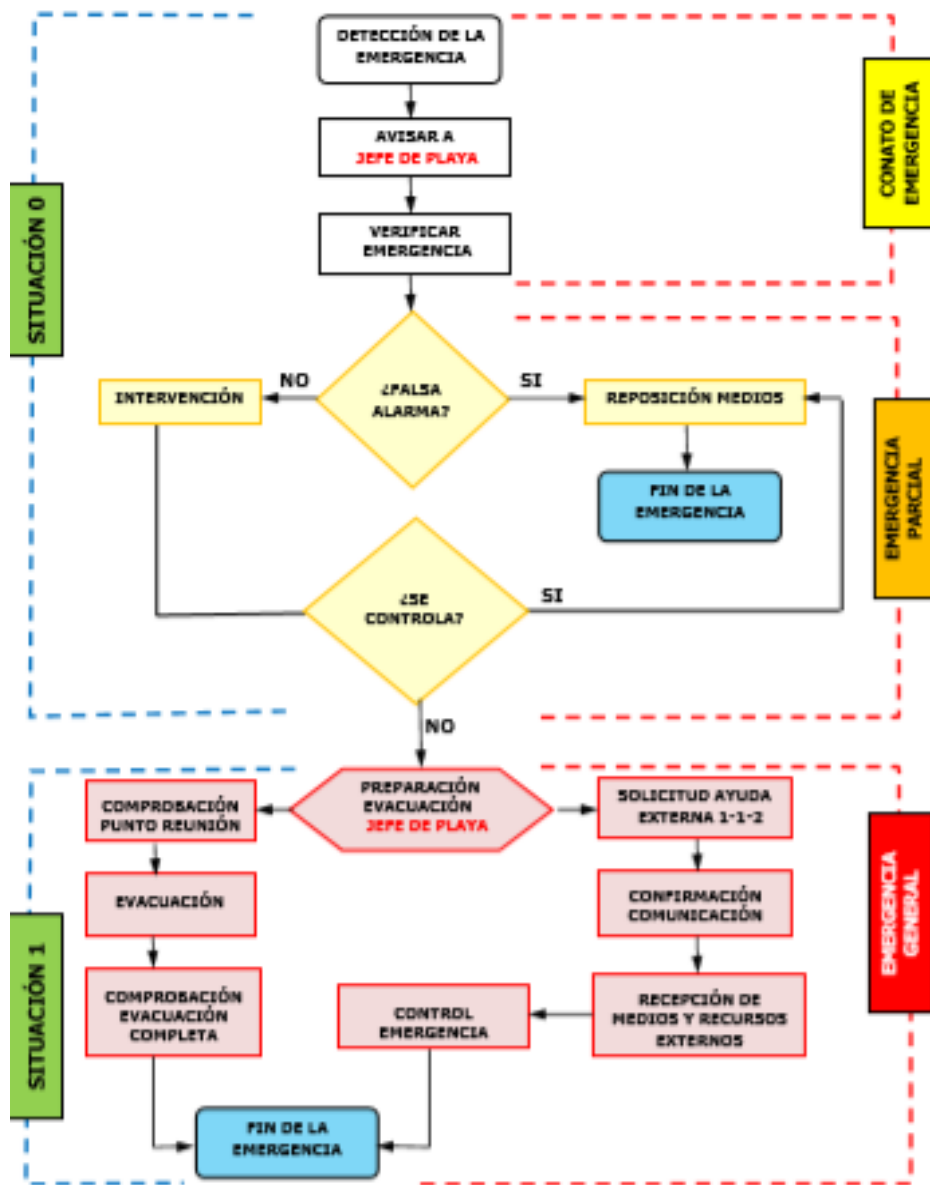 DETECCIÓN DE LA
EMERGENCIA
CONATO DE
EMERGENCIA
AVISAR A
JEFE DE PLAYA
VERIFICAR
EMERGENCIA
SITUACIÓN 0
¿FALSA
ALARMA?
NO
SI
INTERVENCIÓN
REPOSICIÓN MEDIOS
FIN DE LA
EMERGENCIA
EMERGENCIA
PARCIAL
¿SE
CONTROLA?
SI
NO
PREPARACIÓN
EVACUACIÓN
JEFE DE PLAYA
COMPROBACIÓN
PUNTO REUNIÓN
SOLICITUD AYUDA
EXTERNA 1-1-2
EVACUACIÓN
CONFIRMACIÓN
COMUNICACIÓN
EMERGENCIA
GENERAL
SITUACIÓN 1
COMPROBACIÓN
EVACUACIÓN
COMPLETA
CONTROL
EMERGENCIA
RECEPCIÓN DE
MEDIOS Y RECURSOS
EXTERNOS
FIN DE LA
EMERGENCIA